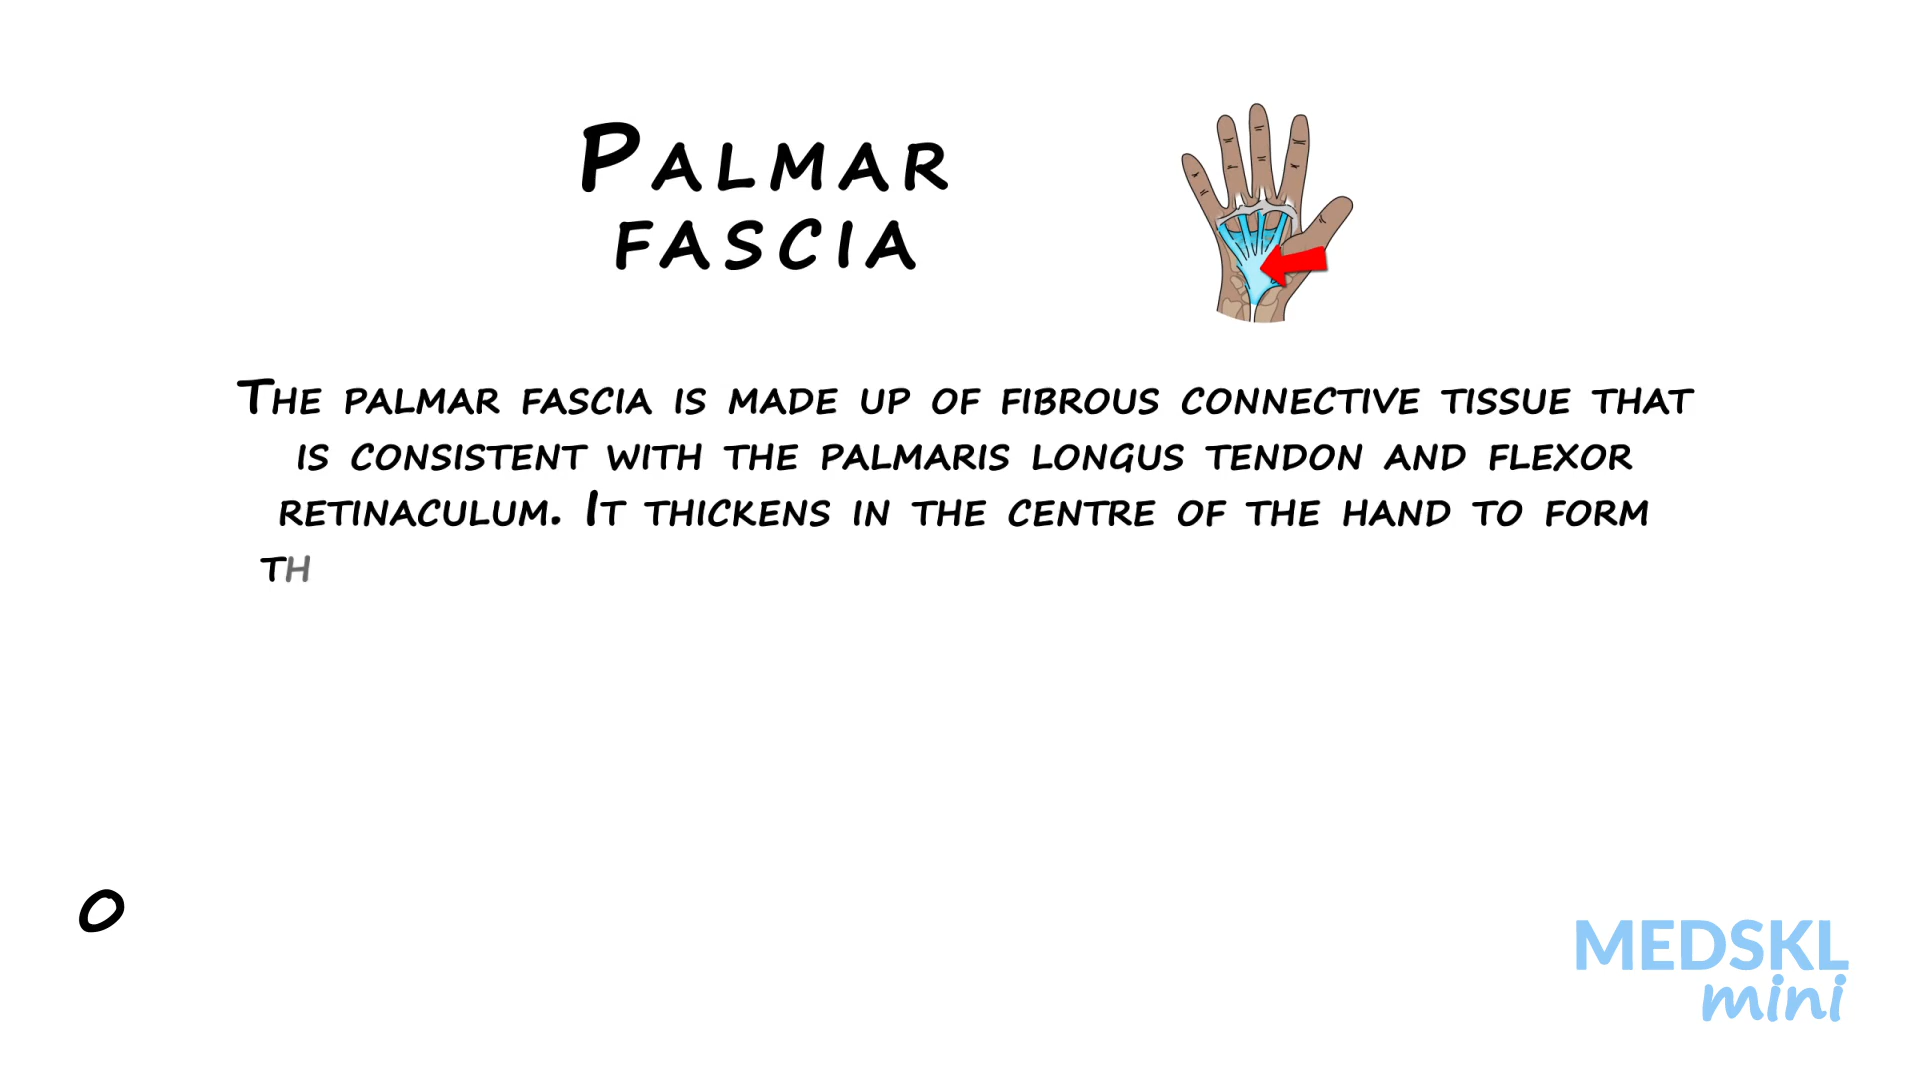 PALMAR
FASCIA
THE PALMAR FASCIA IS MADE UP OF FIBROUS CONNECTIVE TISSUE THAT
IS CONSISTENT WITH THE PALMARIS LONGUS TENDON AND FLEXOR
RETINACULUM. IT THICKENS IN THE CENTRE OF THE HAND TO FORM
TH
O
MEDSKL
mini